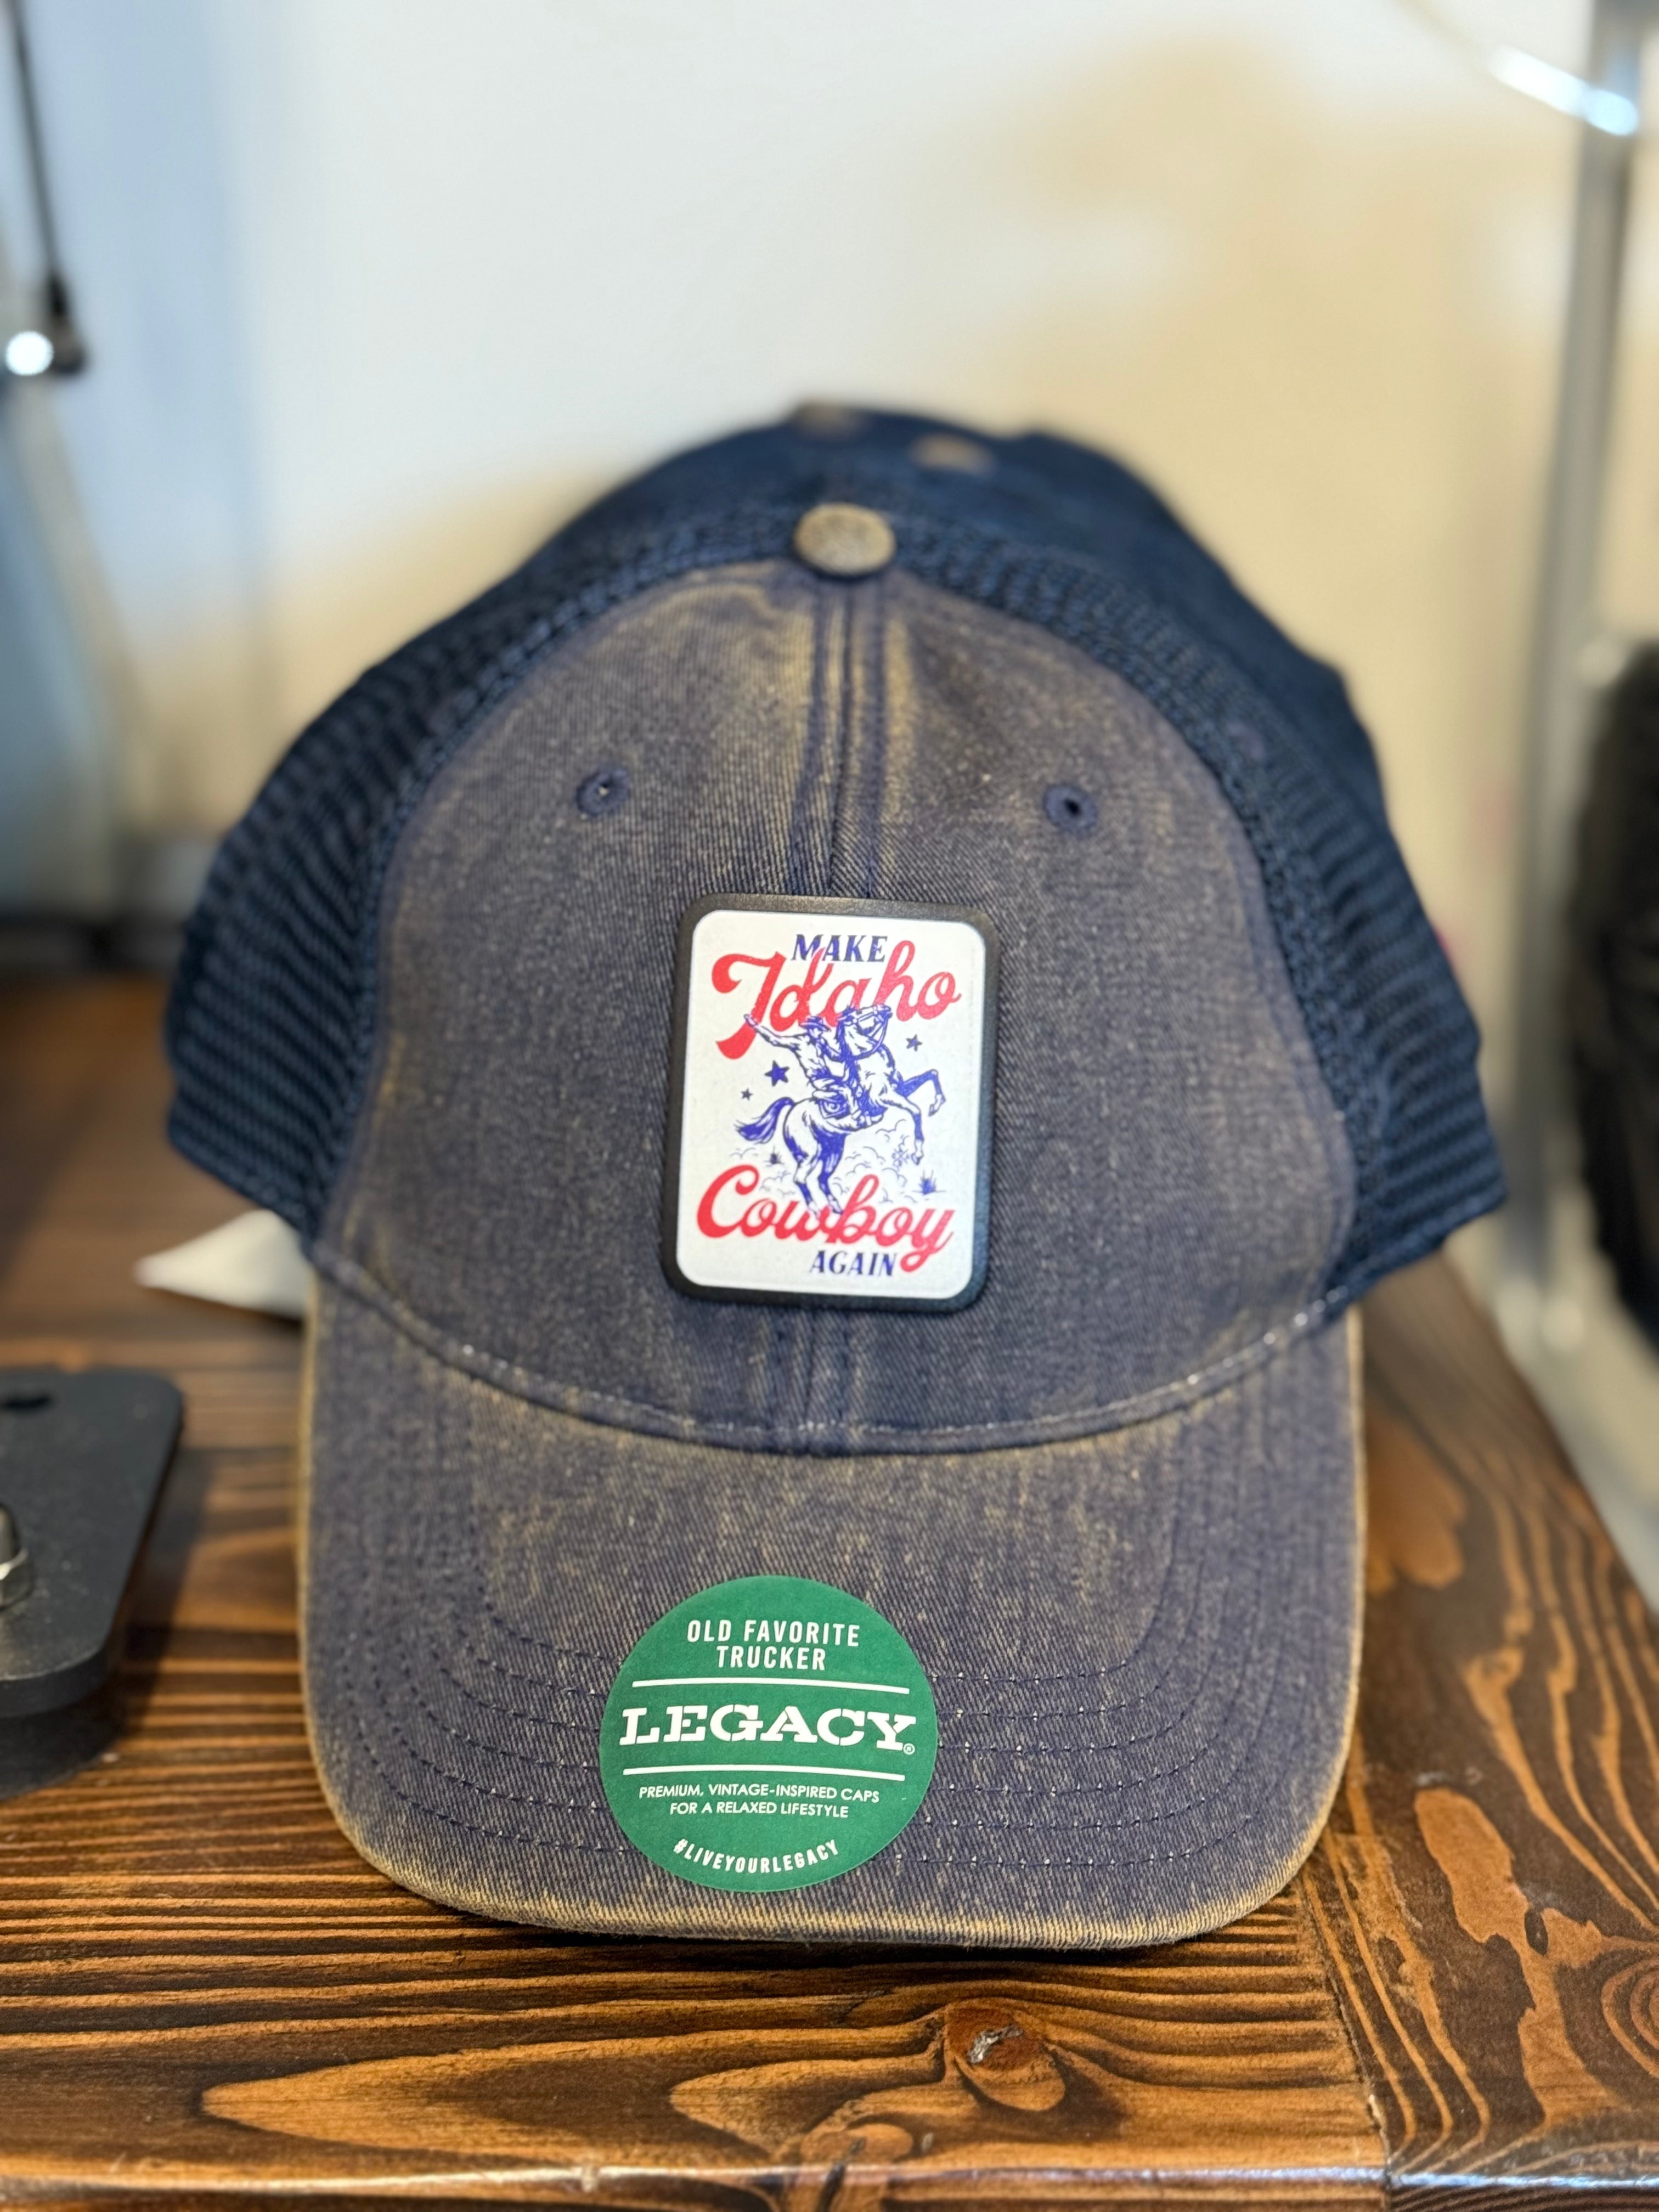 MAKE
Idaho
Cowboy
AGAIN
OLD FAVORITE
TRUCKER
LEGACY®
PREMIUM, VINTAGE-INSPIRED CAPS
FOR A RELAXED LIFESTYLE
#LIVEYOURLEGACY